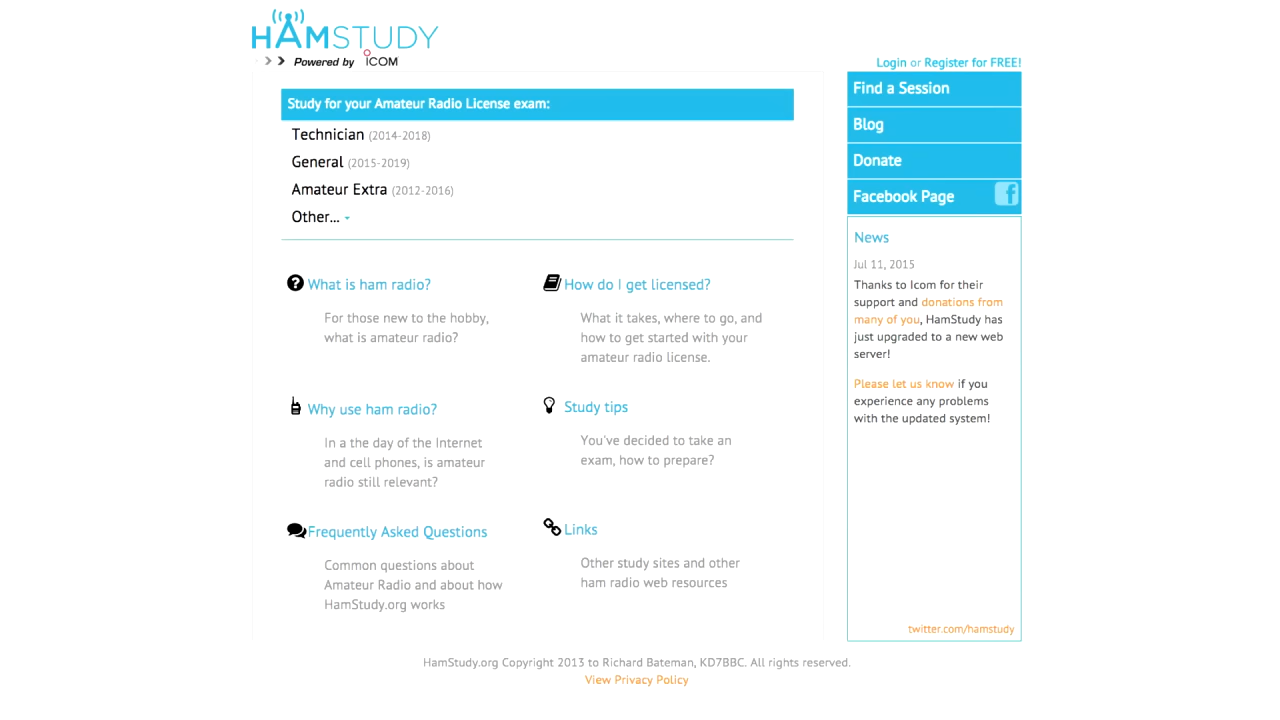 HAMSTUDY
Powered by ICOM
Login or Register for FREE!
Study for your Amateur Radio License exam:
Technician (2014-2018)
General (2015-2019)
Amateur Extra (2012-2016)
Other...
What is ham radio?
For those new to the hobby,
what is amateur radio?
How do I get licensed?
What it takes, where to go, and
how to get started with your
amateur radio license.
Why use ham radio?
In a the day of the Internet
and cell phones, is amateur
radio still relevant?
Study tips
You've decided to take an
exam, how to prepare?
Frequently Asked Questions
Common questions about
Amateur Radio and about how
HamStudy.org works
Links
Other study sites and other
ham radio web resources
Find a Session
Blog
Donate
Facebook Page
News
Jul 11, 2015
Thanks to Icom for their
support and donations from
many of you, HamStudy has
just upgraded to a new web
server!
Please let us know if you
experience any problems
with the updated system!
twitter.com/hamstudy
HamStudy.org Copyright 2013 to Richard Bateman, KD7BBC. All rights reserved.
View Privacy Policy